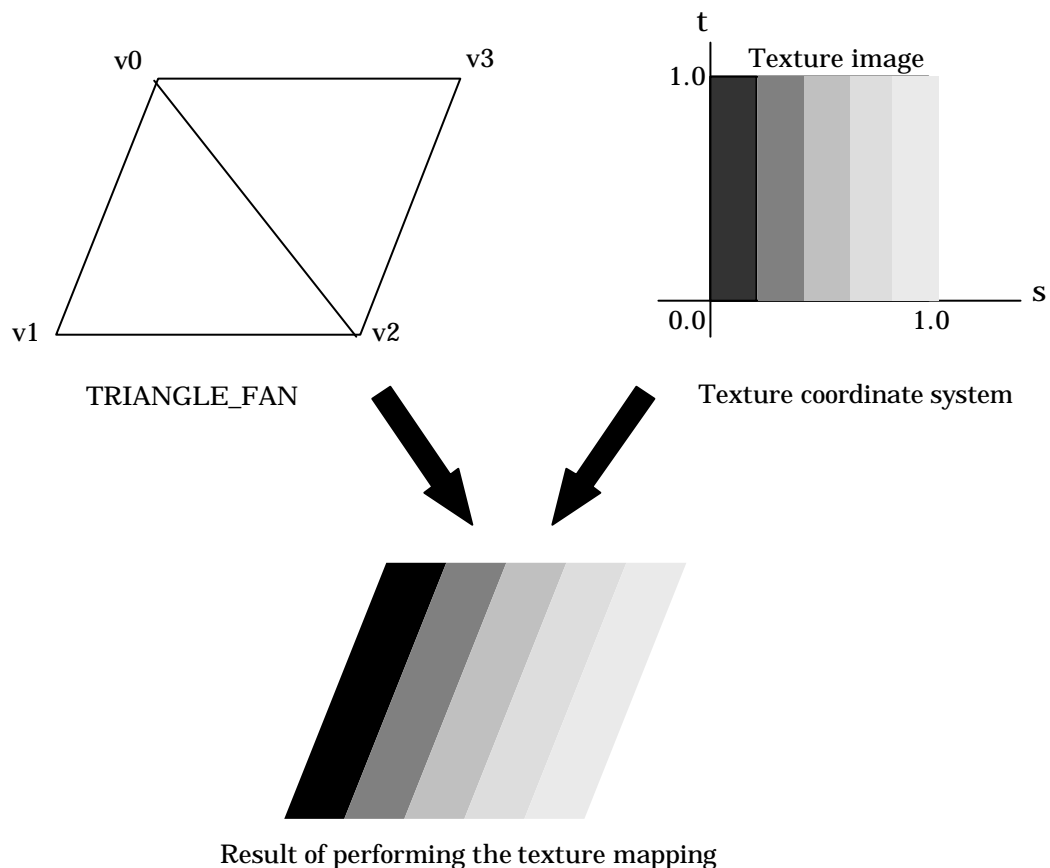 t
v0
v3
Texture image
1.0
v1
v2
s
0.0
1.0
TRIANGLE_FAN
Texture coordinate system
Result of performing the texture mapping